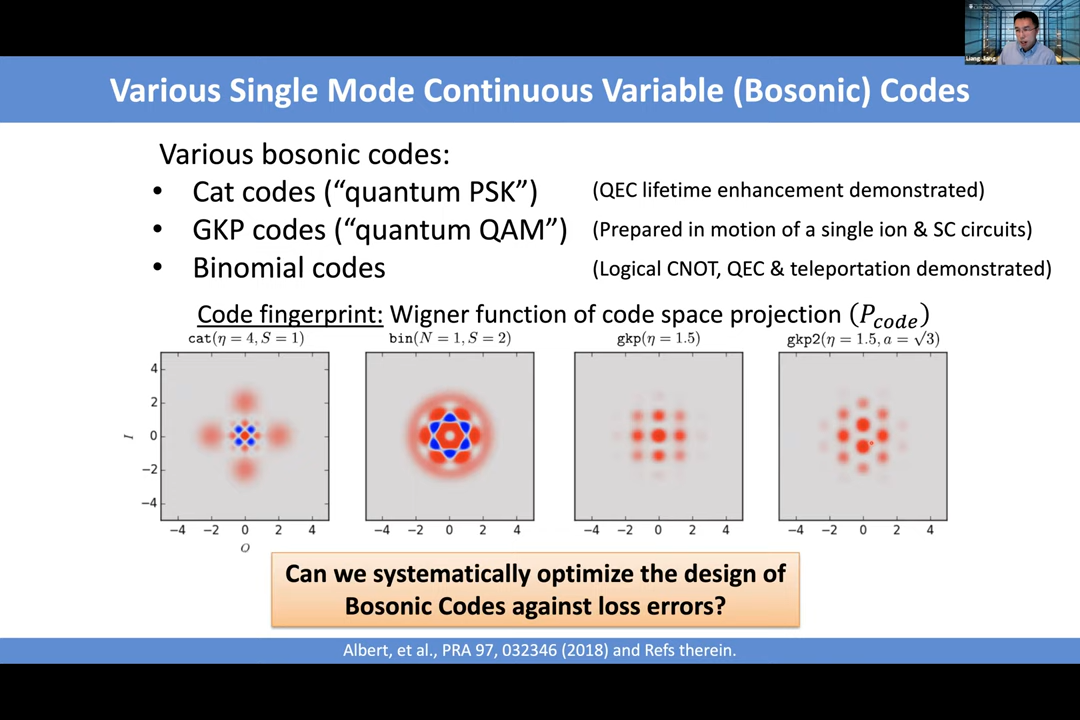 Liang Jiang
Various Single Mode Continuous Variable (Bosonic) Codes
Various bosonic codes:
• Cat codes (“quantum PSK”) (QEC lifetime enhancement demonstrated)
• GKP codes (“quantum QAM”) (Prepared in motion of a single ion & SC circuits)
• Binomial codes (Logical CNOT, QEC & teleportation demonstrated)
Code fingerprint: Wigner function of code space projection (P_code)
cat(η = 4, S = 1) bin(N = 1, S = 2) gkp(η = 1.5) gkp2(η = 1.5, a = √3)
4
2
I 0
−2
−4
−4 −2 0 2 4 −4 −2 0 2 4 −4 −2 0 2 4 −4 −2 0 2 4
Q
Can we systematically optimize the design of
Bosonic Codes against loss errors?
Albert, et al., PRA 97, 032346 (2018) and Refs therein.